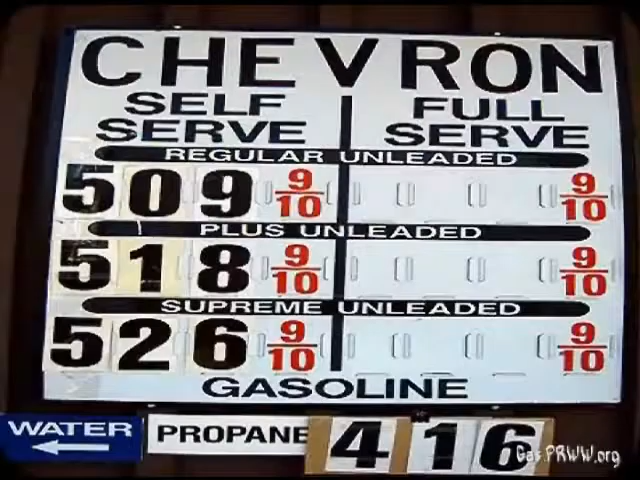 CHEVRON
SELF SERVE
FULL SERVE
REGULAR UNLEADED
509 9/10 9/10
PLUS UNLEADED
518 9/10 9/10
SUPREME UNLEADED
526 9/10 9/10
GASOLINE
WATER
PROPANE 416
Gas.PRWW.org